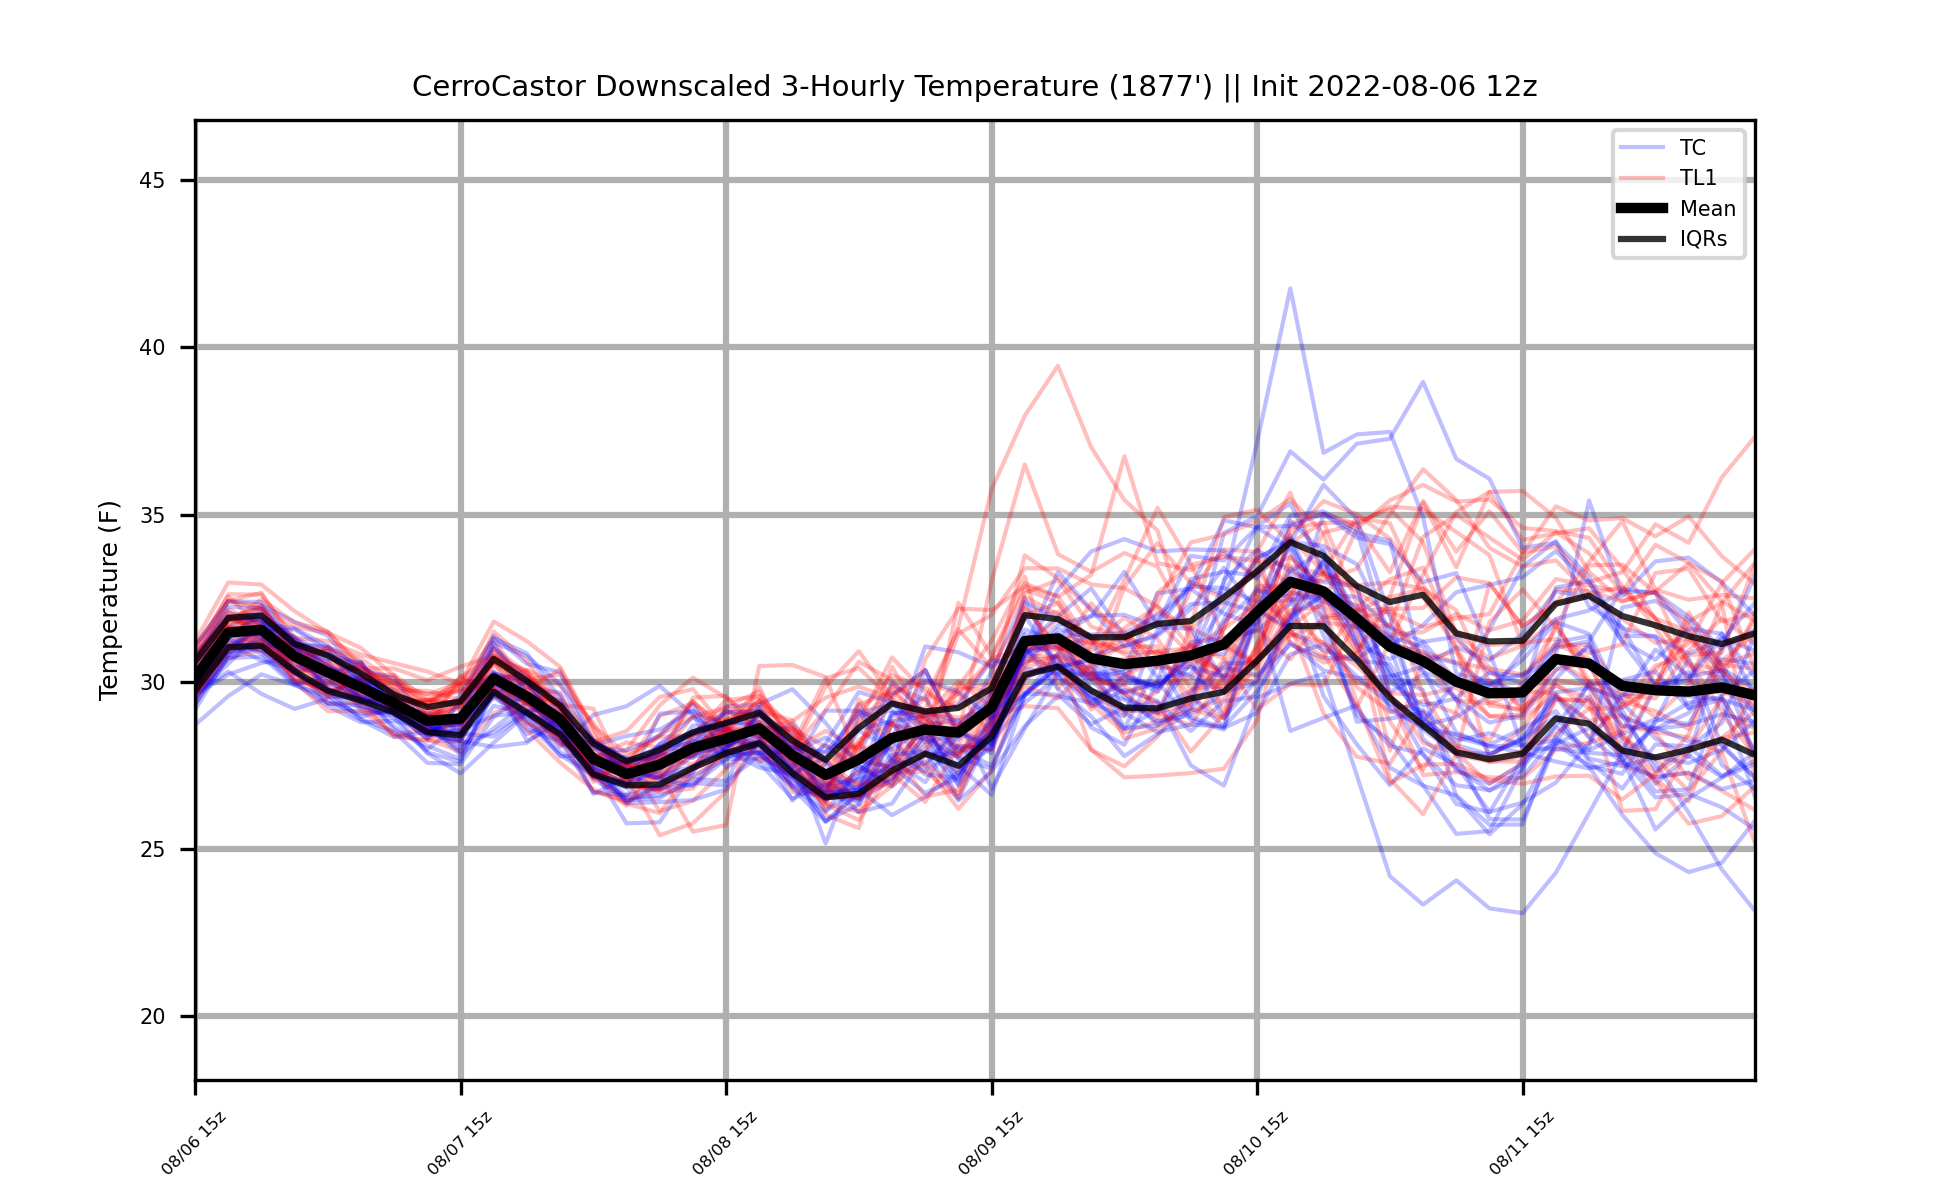 CerroCastor Downscaled 3-Hourly Temperature (1877') || Init 2022-08-06 12z
TC
TL1
Mean
IQRs
Temperature (F)
45
40
35
30
25
20
08/06 15z
08/07 15z
08/08 15z
08/09 15z
08/10 15z
08/11 15z